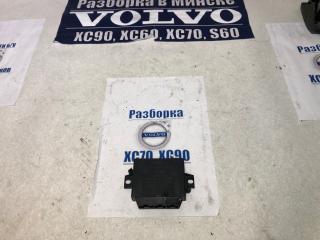 Разборка в Минске
VOLVO
XC90, XC60, XC70, S60
Разборка
VOLVO
XC70, XC90